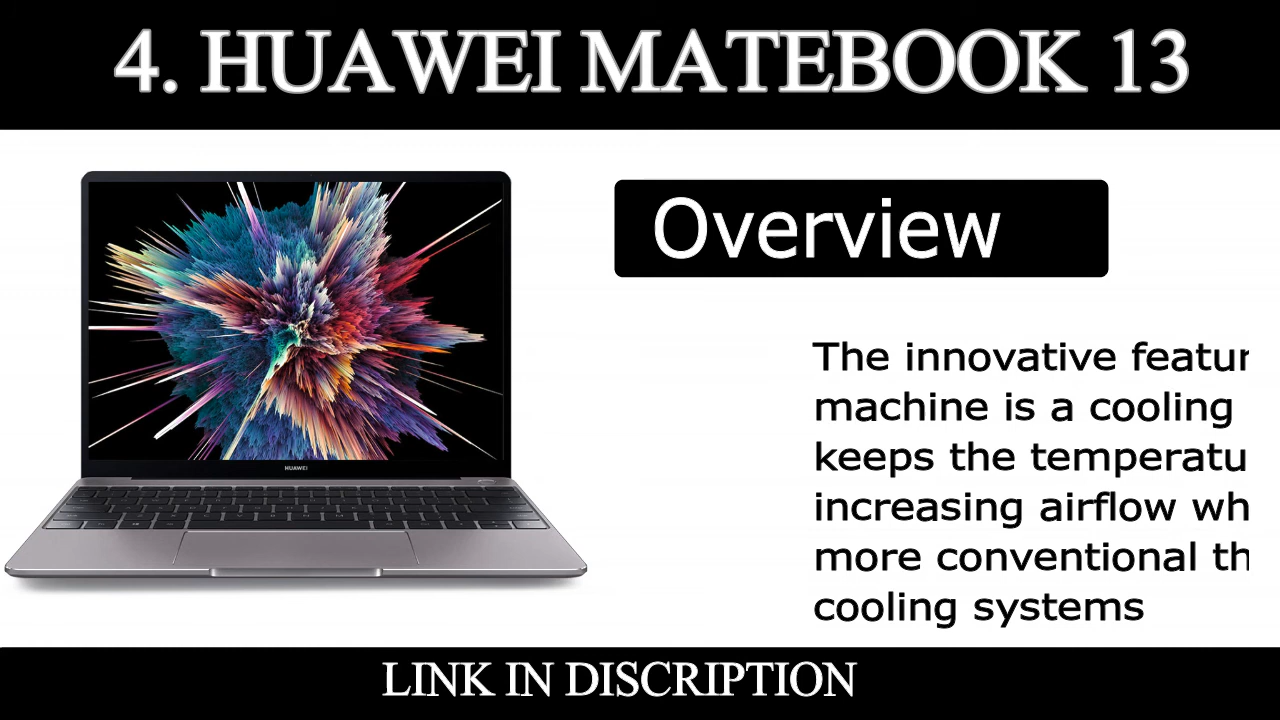 4. HUAWEI MATEBOOK 13
Overview
HUAWEI
The innovative featur
machine is a cooling
keeps the temperatu
increasing airflow wh
more conventional th
cooling systems
LINK IN DISCRIPTION